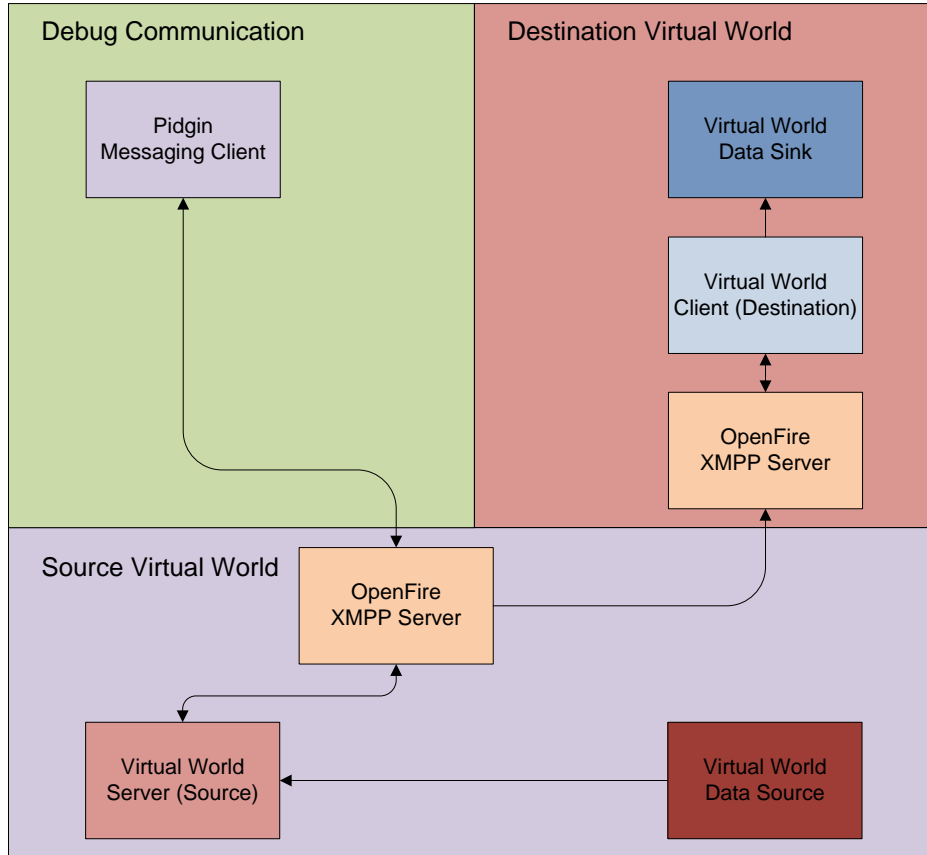 Debug Communication
Pidgin
Messaging Client
Destination Virtual World
Virtual World
Data Sink
Virtual World
Client (Destination)
OpenFire
XMPP Server
Source Virtual World
OpenFire
XMPP Server
Virtual World
Server (Source)
Virtual World
Data Source